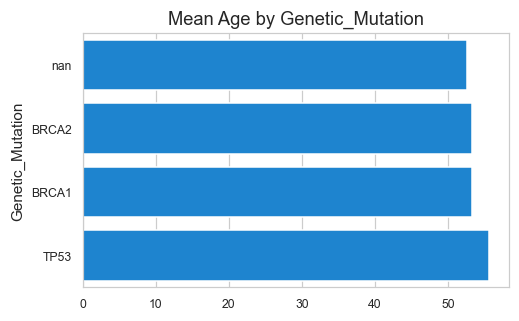 Mean Age by Genetic_Mutation
Genetic_Mutation
nan
BRCA2
BRCA1
TP53
0 10 20 30 40 50